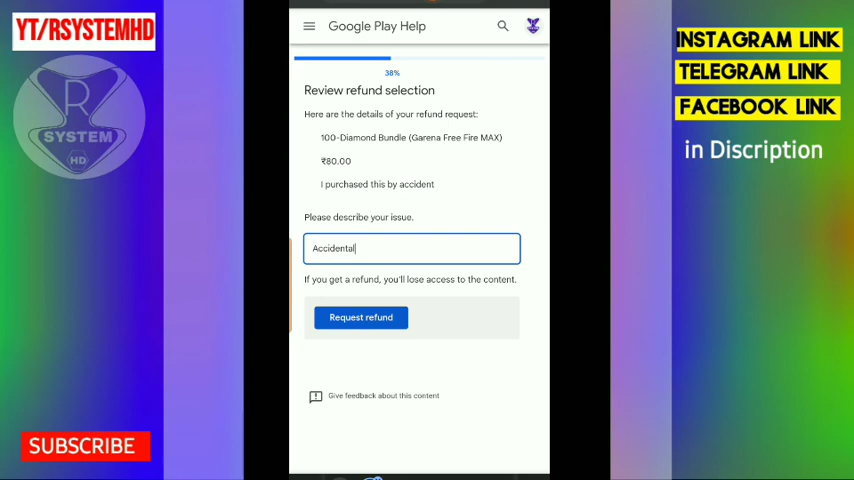 YT/RSYSTEMHD
R
SYSTEM
HD
SUBSCRIBE
Google Play Help
38%
Review refund selection
Here are the details of your refund request:
100-Diamond Bundle (Garena Free Fire MAX)
₹80.00
I purchased this by accident
Please describe your issue.
Accidental
If you get a refund, you'll lose access to the content.
Request refund
Give feedback about this content
INSTAGRAM LINK
TELEGRAM LINK
FACEBOOK LINK
in Discription